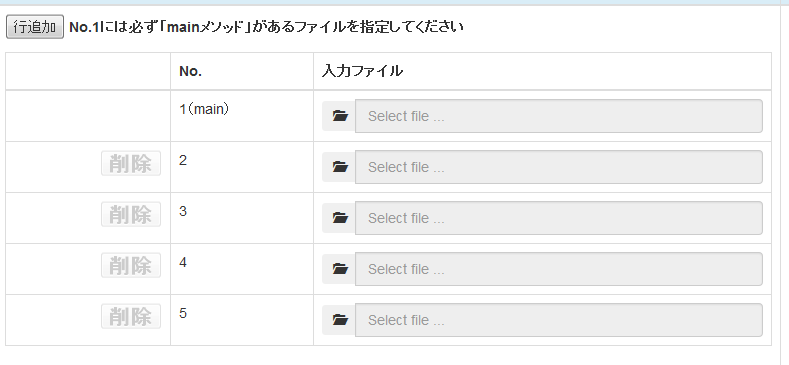 行追加 No.1には必ず「mainメソッド」があるファイルを指定してください
No. 入力ファイル
1(main) Select file ...
削除 2 Select file ...
削除 3 Select file ...
削除 4 Select file ...
削除 5 Select file ...